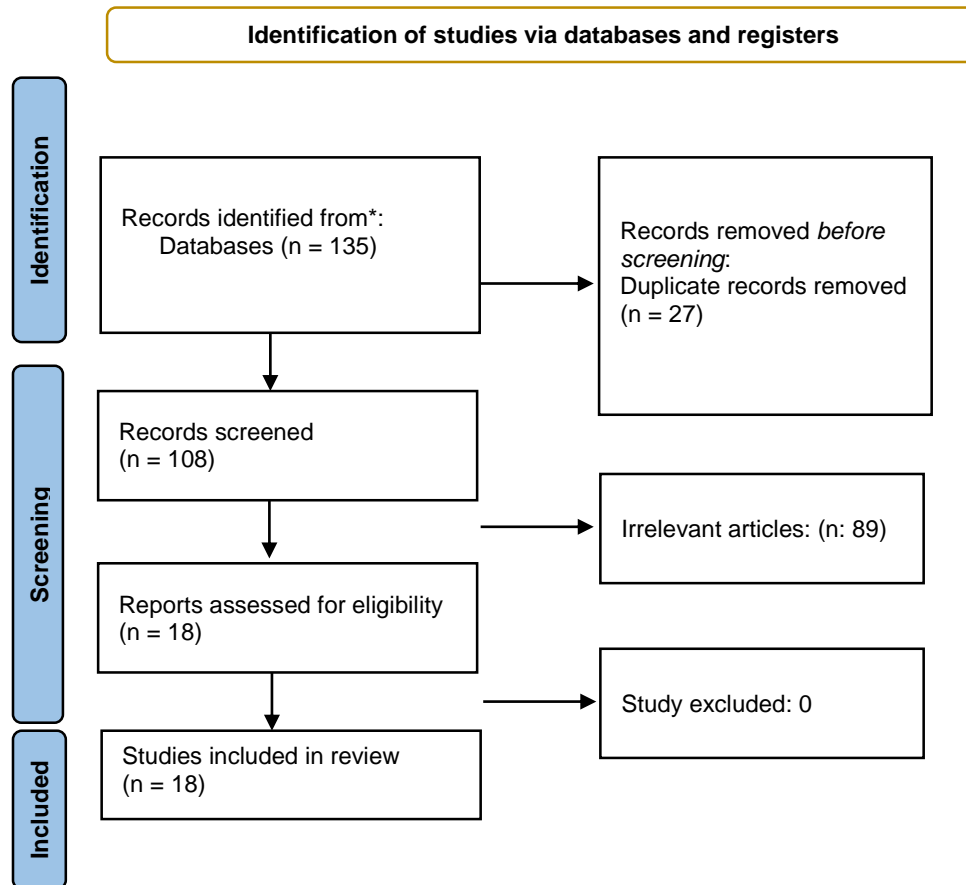 Identification of studies via databases and registers
Identification
Records identified from*:
Databases (n = 135)
Records removed before
screening:
Duplicate records removed
(n = 27)
Screening
Records screened
(n = 108)
Irrelevant articles: (n: 89)
Reports assessed for eligibility
(n = 18)
Study excluded: 0
Included
Studies included in review
(n = 18)